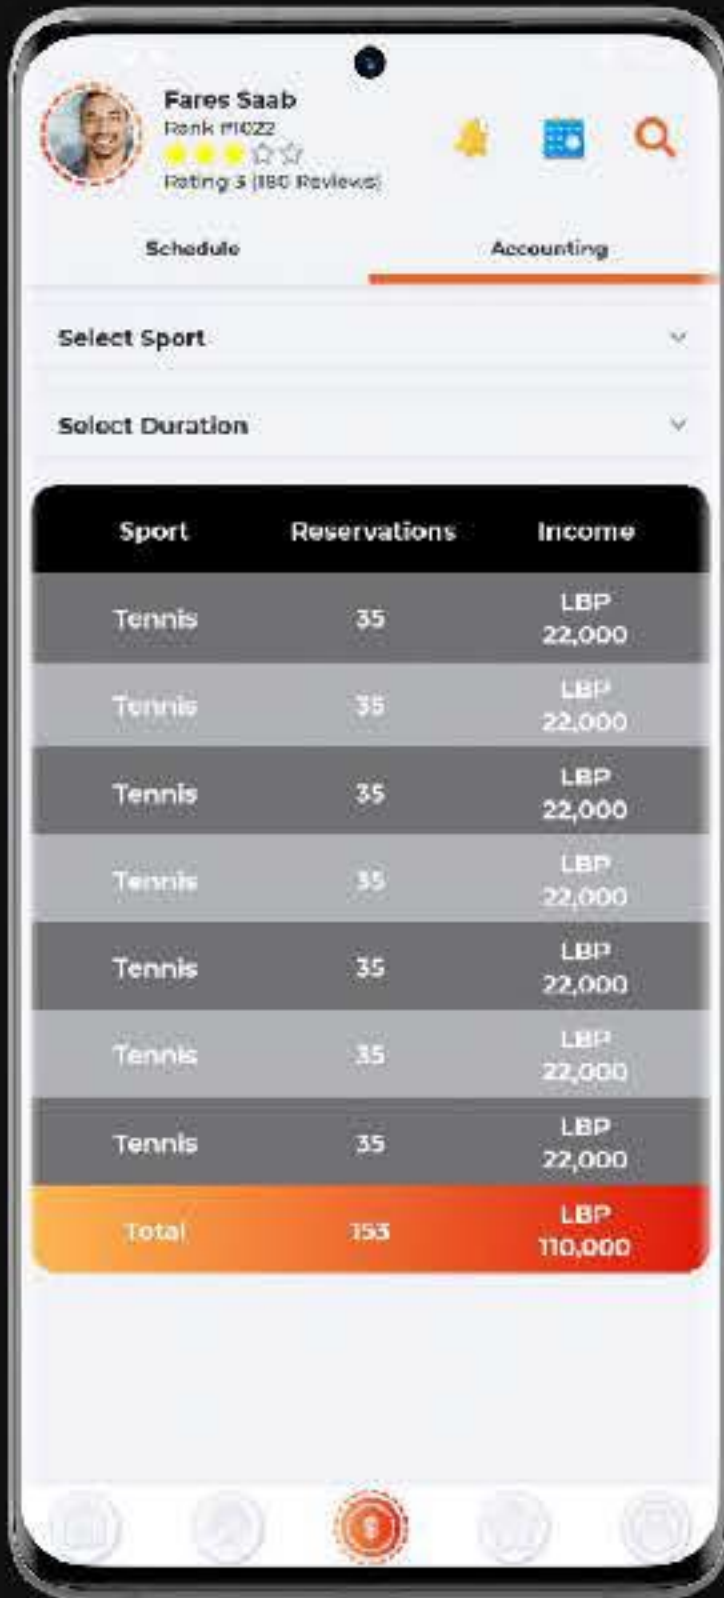 Fares Saab
Rank #1022
Rating 3 (180 Reviews)
Schedule Accounting
Select Sport
Select Duration
Sport Reservations Income
Tennis 35 LBP 22,000
Tennis 35 LBP 22,000
Tennis 35 LBP 22,000
Tennis 35 LBP 22,000
Tennis 35 LBP 22,000
Tennis 35 LBP 22,000
Tennis 35 LBP 22,000
Total 153 LBP 110,000